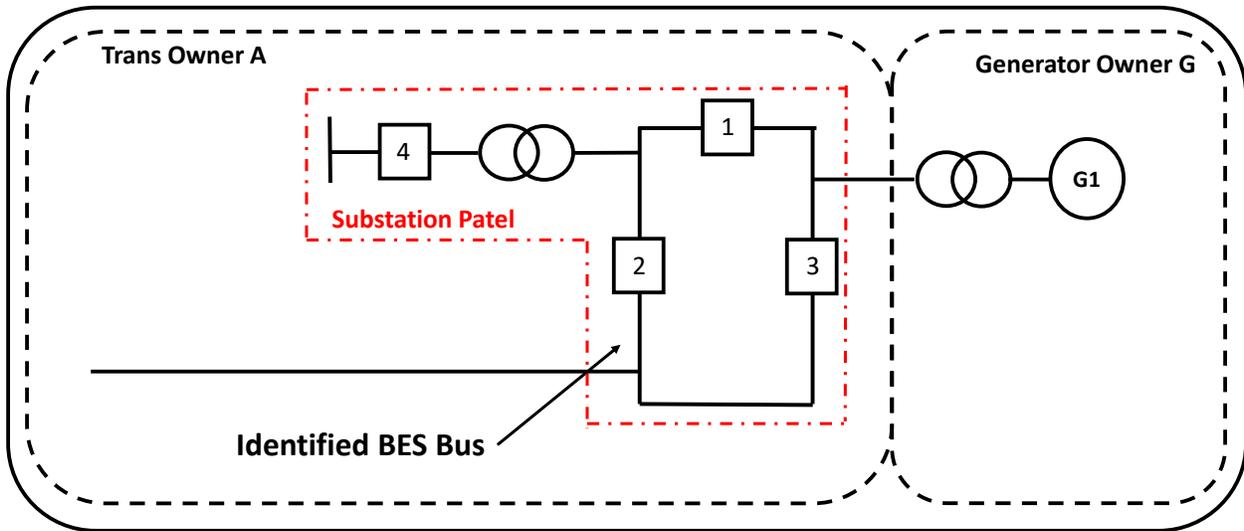 Trans Owner A
Generator Owner G
1
4
G1
Substation Patel
2
3
Identified BES Bus